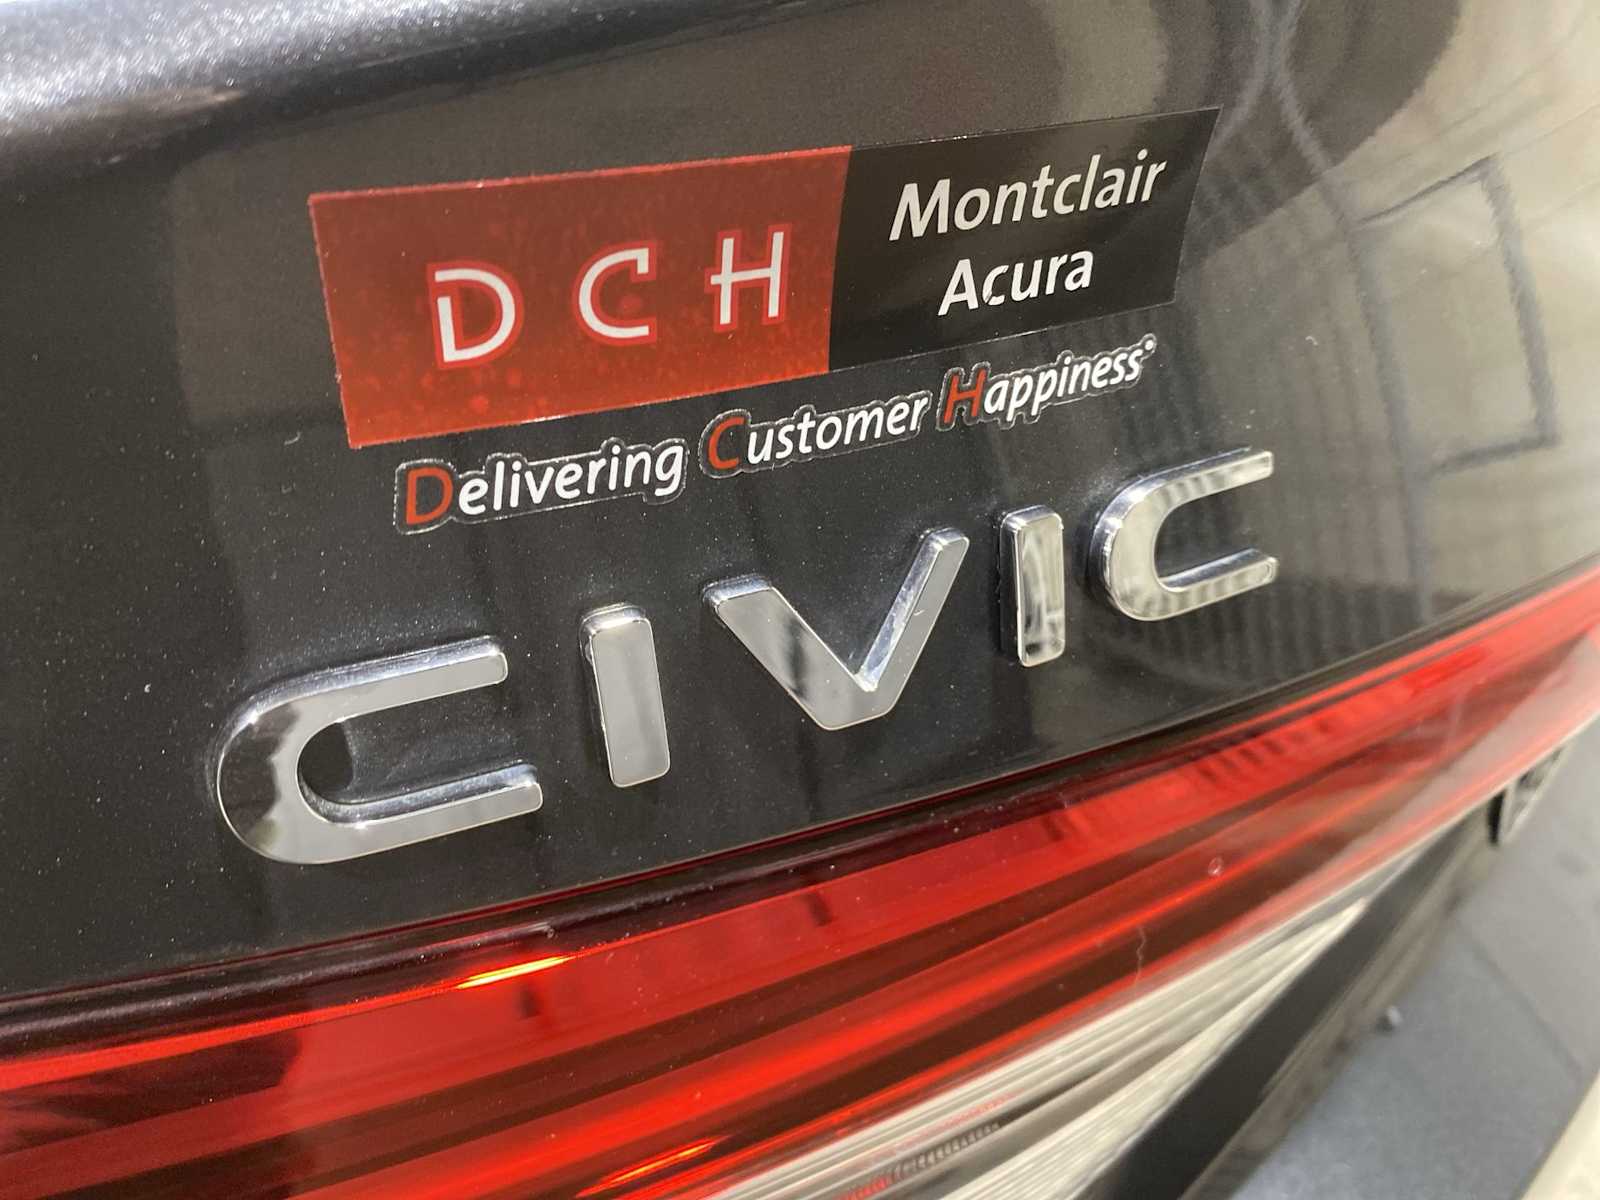 DCH
Montclair
Acura
Delivering Customer Happiness®
CIVIC